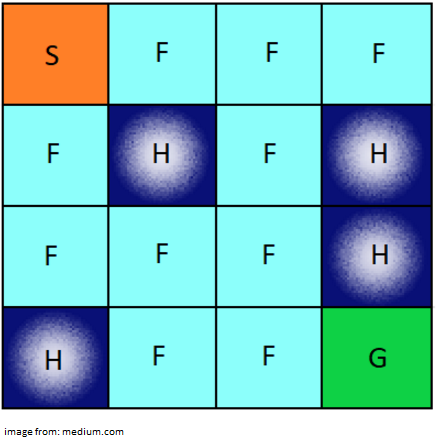 S F F F
F H F H
F F F H
H F F G
image from: medium.com